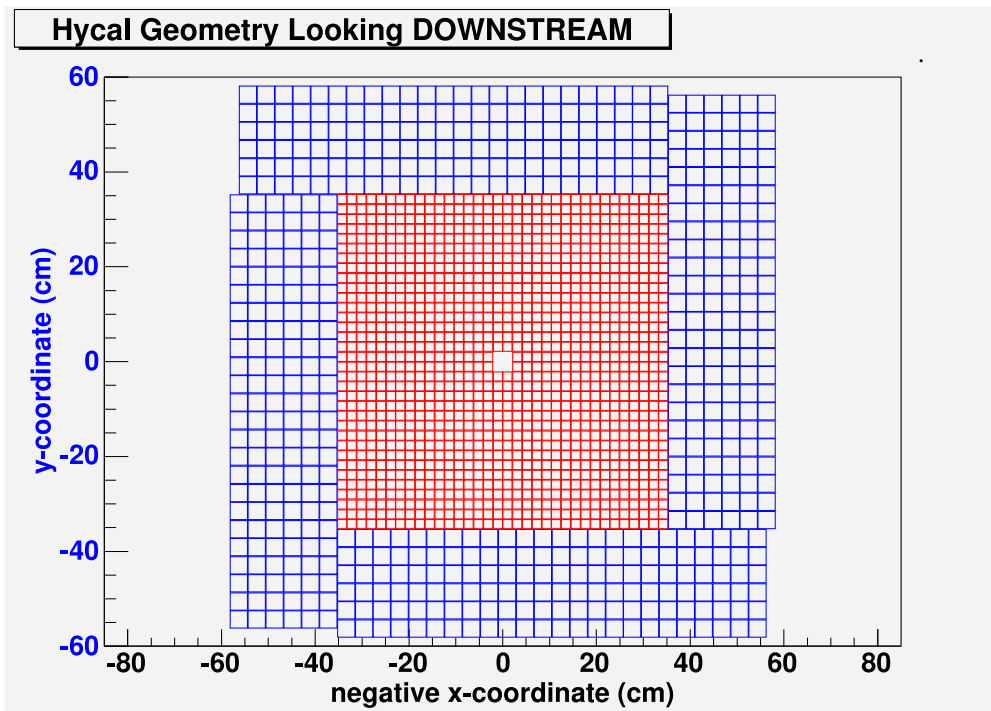 Hycal Geometry Looking DOWNSTREAM
60
40
20
0
-20
-40
-60
y-coordinate (cm)
-80 -60 -40 -20 0 20 40 60 80
negative x-coordinate (cm)